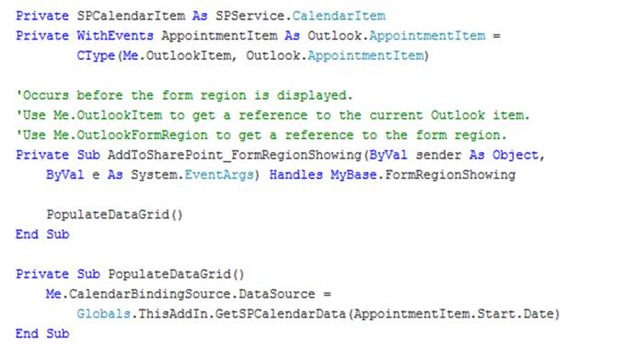 Private SPCalendarItem As SPService.CalendarItem
Private WithEvents AppointmentItem As Outlook.AppointmentItem =
CType(Me.OutlookItem, Outlook.AppointmentItem)
'Occurs before the form region is displayed.
'Use Me.OutlookItem to get a reference to the current Outlook item.
'Use Me.OutlookFormRegion to get a reference to the form region.
Private Sub AddToSharePoint_FormRegionShowing(ByVal sender As Object,
ByVal e As System.EventArgs) Handles MyBase.FormRegionShowing
PopulateDataGrid()
End Sub
Private Sub PopulateDataGrid()
Me.CalendarBindingSource.DataSource =
Globals.ThisAddIn.GetSPCalendarData(AppointmentItem.Start.Date)
End Sub